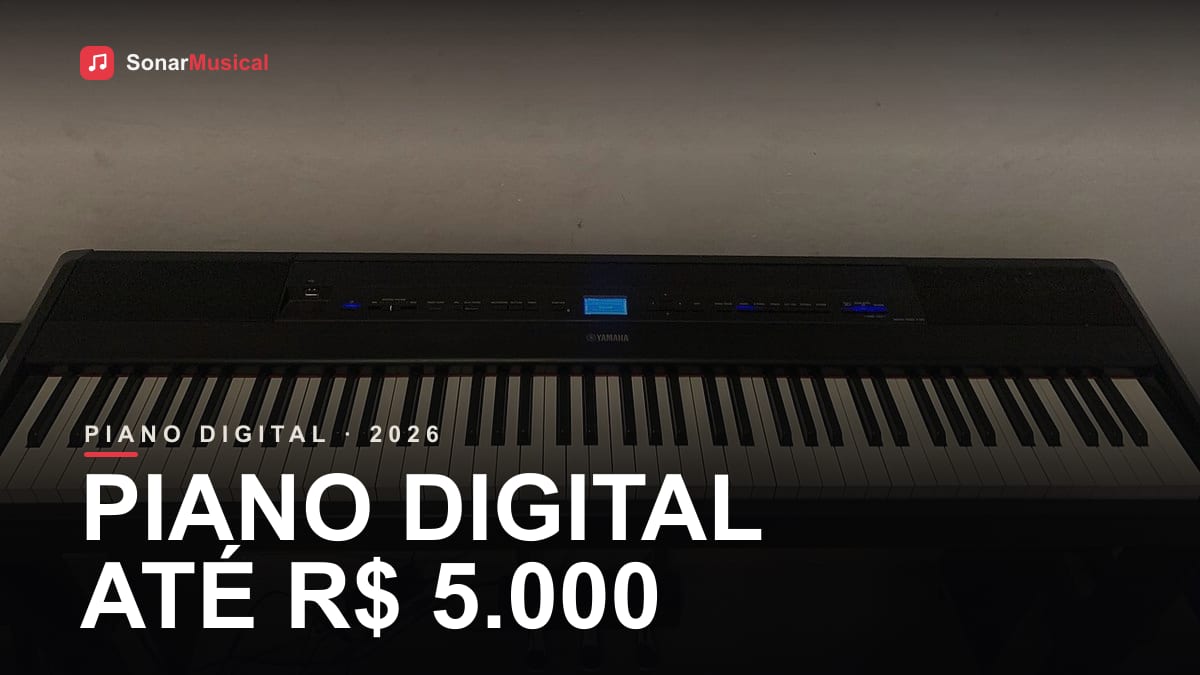 SonarMusical
YAMAHA
PIANO DIGITAL · 2026
PIANO DIGITAL
ATÉ R$ 5.000